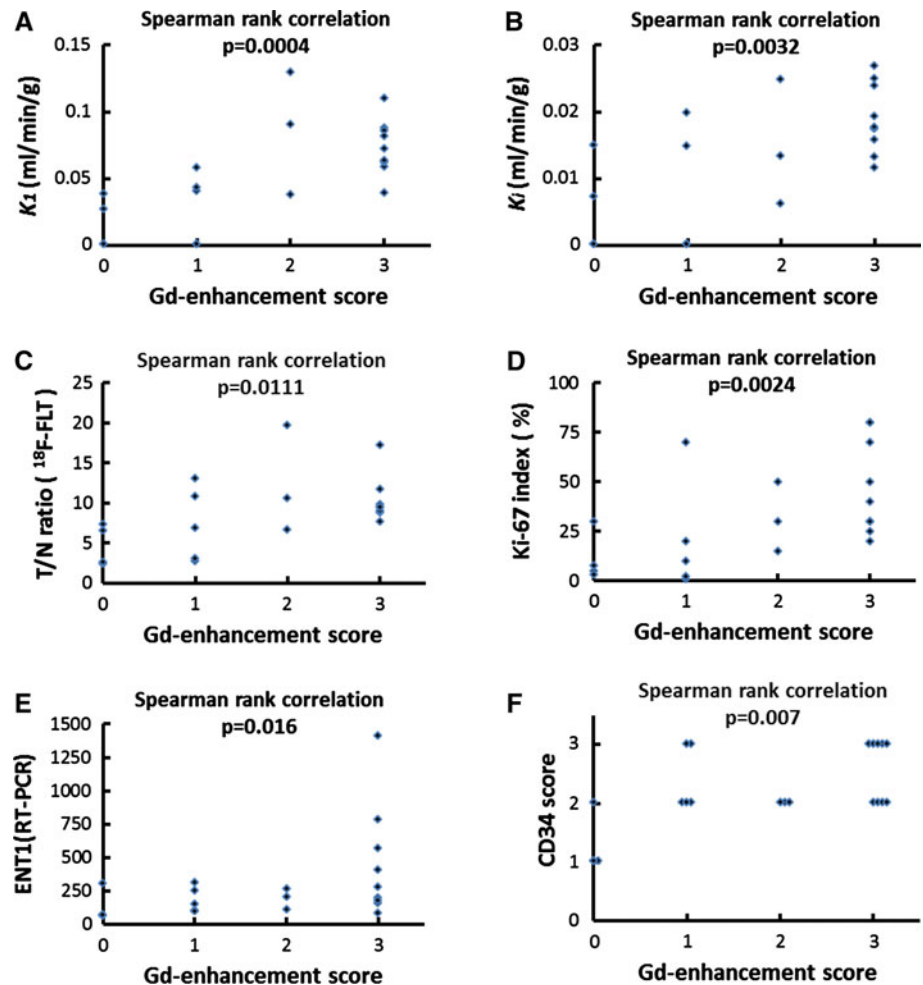 A
Spearman rank correlation
p=0.0004
0.15
0.1
0.05
0
K1 (ml/min/g)
0 1 2 3
Gd-enhancement score
B
Spearman rank correlation
p=0.0032
0.03
0.02
0.01
0
Ki (ml/min/g)
0 1 2 3
Gd-enhancement score
C
Spearman rank correlation
p=0.0111
25
20
15
10
5
0
T/N ratio ( 18F-FLT )
0 1 2 3
Gd-enhancement score
D
Spearman rank correlation
p=0.0024
100
75
50
25
0
Ki-67 index ( %)
0 1 2 3
Gd-enhancement score
E
Spearman rank correlation
p=0.016
1500
1250
1000
750
500
250
0
ENT1(RT-PCR)
0 1 2 3
Gd-enhancement score
F
Spearman rank correlation
p=0.007
3
2
1
0
CD34 score
0 1 2 3
Gd-enhancement score